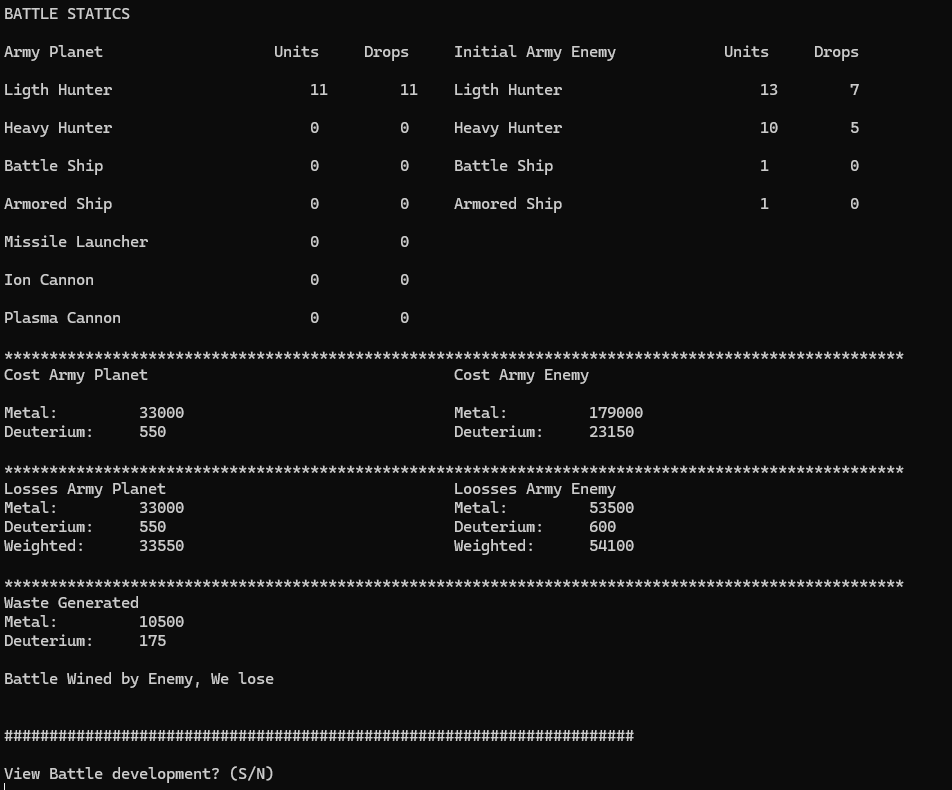 BATTLE STATICS
Army Planet Units Drops Initial Army Enemy Units Drops
Ligth Hunter 11 11 Ligth Hunter 13 7
Heavy Hunter 0 0 Heavy Hunter 10 5
Battle Ship 0 0 Battle Ship 1 0
Armored Ship 0 0 Armored Ship 1 0
Missile Launcher 0 0
Ion Cannon 0 0
Plasma Cannon 0 0
****************************************************************************************************
Cost Army Planet Cost Army Enemy
Metal: 33000 Metal: 179000
Deuterium: 550 Deuterium: 23150
****************************************************************************************************
Losses Army Planet Loosses Army Enemy
Metal: 33000 Metal: 53500
Deuterium: 550 Deuterium: 600
Weighted: 33550 Weighted: 54100
****************************************************************************************************
Waste Generated
Metal: 10500
Deuterium: 175
Battle Wined by Enemy, We lose
######################################################################
View Battle development? (S/N)